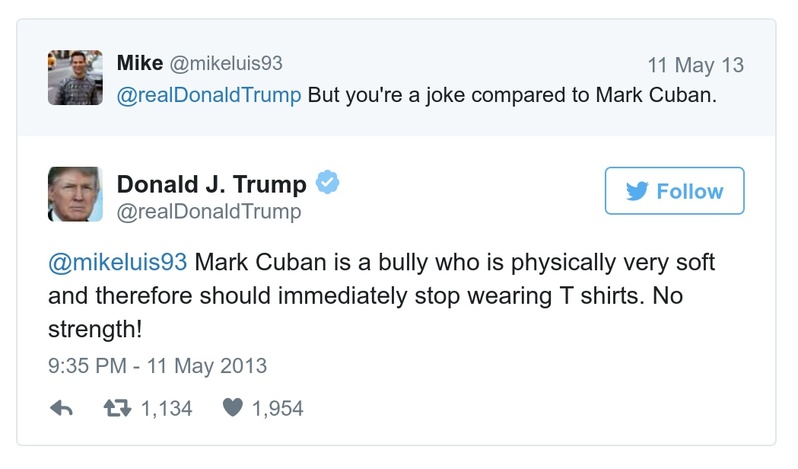 Mike @mikeluis93 11 May 13
@realDonaldTrump But you're a joke compared to Mark Cuban.
Donald J. Trump
@realDonaldTrump
Follow
@mikeluis93 Mark Cuban is a bully who is physically very soft
and therefore should immediately stop wearing T shirts. No
strength!
9:35 PM - 11 May 2013
1,134 1,954